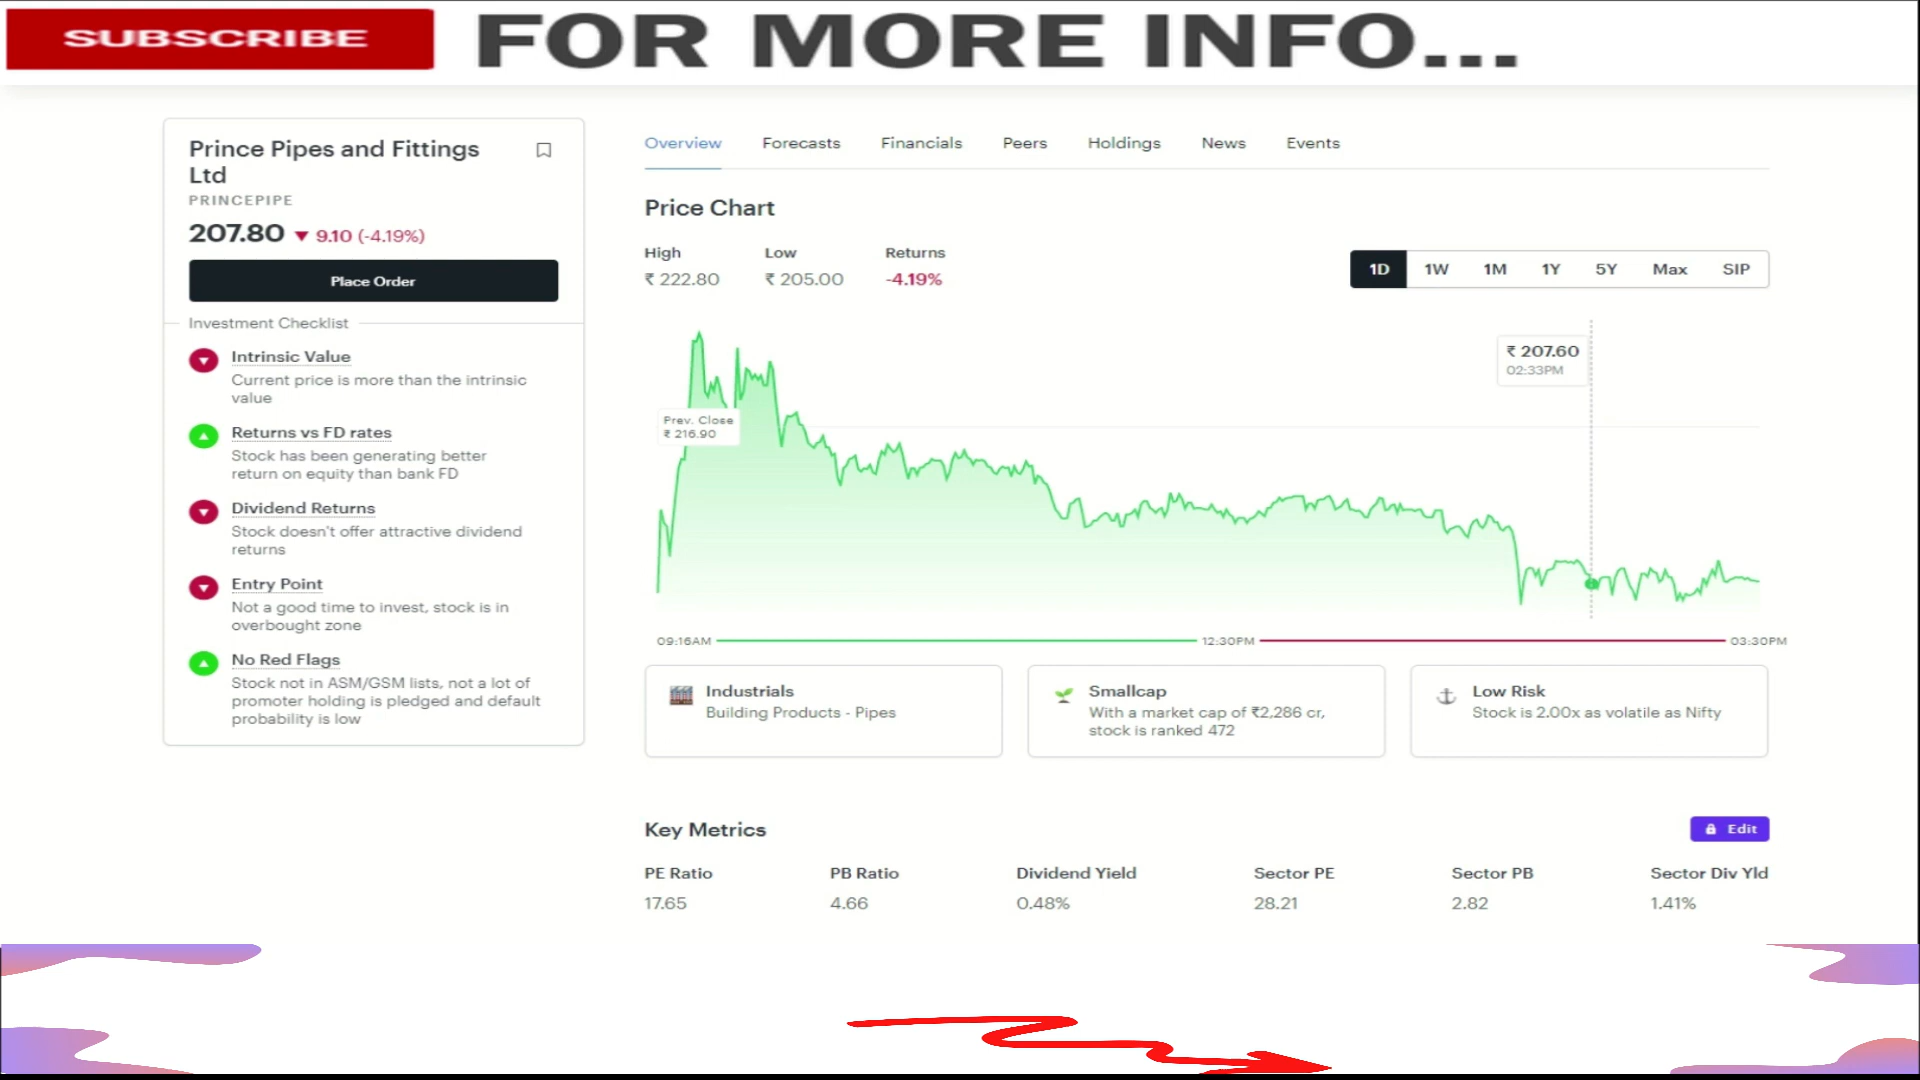 SUBSCRIBE FOR MORE INFO...
Prince Pipes and Fittings
Ltd
PRINCEPIPE
207.80 ▼ 9.10 (-4.19%)
Place Order
Investment Checklist
Intrinsic Value
Current price is more than the intrinsic
value
Returns vs FD rates
Stock has been generating better
return on equity than bank FD
Dividend Returns
Stock doesn't offer attractive dividend
returns
Entry Point
Not a good time to invest, stock is in
overbought zone
No Red Flags
Stock not in ASM/GSM lists, not a lot of
promoter holding is pledged and default
probability is low
Overview Forecasts Financials Peers Holdings News Events
Price Chart
High Low Returns
₹ 222.80 ₹ 205.00 -4.19%
1D 1W 1M 1Y 5Y Max SIP
₹ 207.60
02:33PM
Prev. Close
₹ 216.90
09:16AM 12:30PM 03:30PM
Industrials
Building Products - Pipes
Smallcap
With a market cap of ₹2,286 cr,
stock is ranked 472
Low Risk
Stock is 2.00x as volatile as Nifty
Key Metrics
Edit
PE Ratio PB Ratio Dividend Yield Sector PE Sector PB Sector Div Yld
17.65 4.66 0.48% 28.21 2.82 1.41%